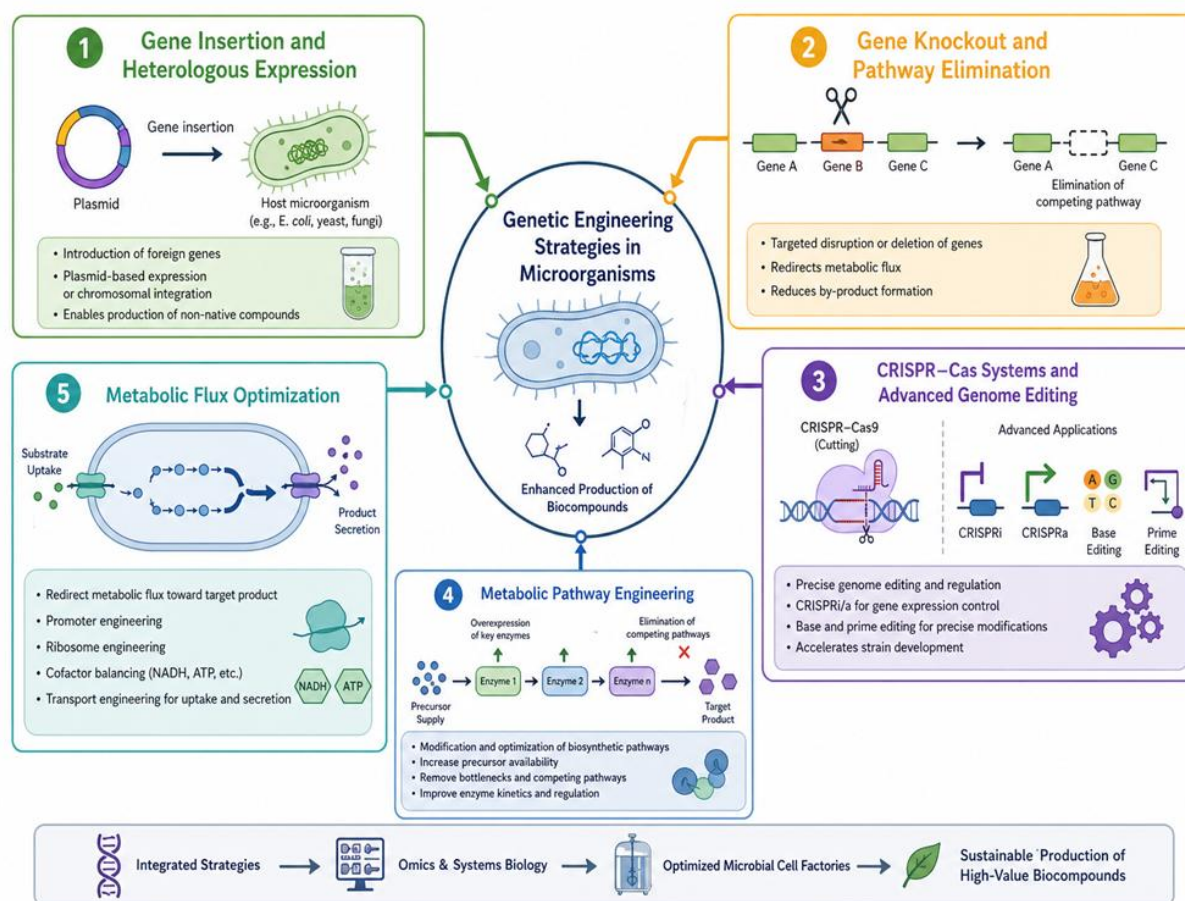 1
Gene Insertion and
Heterologous Expression
Gene insertion
Plasmid
Host microorganism
(e.g., E. coli, yeast, fungi)
• Introduction of foreign genes
• Plasmid-based expression
or chromosomal integration
• Enables production of non-native compounds
2
Gene Knockout and
Pathway Elimination
Gene A
Gene B
Gene C
Gene A
Gene C
Elimination of
competing pathway
• Targeted disruption or deletion of genes
• Redirects metabolic flux
• Reduces by-product formation
Genetic Engineering
Strategies in
Microorganisms
O
N
O
Enhanced Production of
Biocompounds
3
CRISPR–Cas Systems and
Advanced Genome Editing
CRISPR–Cas9
(Cutting)
Advanced Applications
A G
T C
CRISPRi
CRISPRa
Base
Editing
Prime
Editing
• Precise genome editing and regulation
• CRISPRi/a for gene expression control
• Base and prime editing for precise modifications
• Accelerates strain development
4
Metabolic Pathway Engineering
Overexpression
of key enzymes
Elimination of
competing pathways
Precursor
Supply
Enzyme 1
Enzyme 2
Enzyme n
Target
Product
• Modification and optimization of biosynthetic pathways
• Increase precursor availability
• Remove bottlenecks and competing pathways
• Improve enzyme kinetics and regulation
5
Metabolic Flux Optimization
Substrate
Uptake
Product
Secretion
• Redirect metabolic flux toward target product
• Promoter engineering
• Ribosome engineering
• Cofactor balancing (NADH, ATP, etc.)
• Transport engineering for uptake and secretion
NADH
ATP
Integrated Strategies
Omics & Systems Biology
Optimized Microbial Cell Factories
Sustainable Production of
High-Value Biocompounds